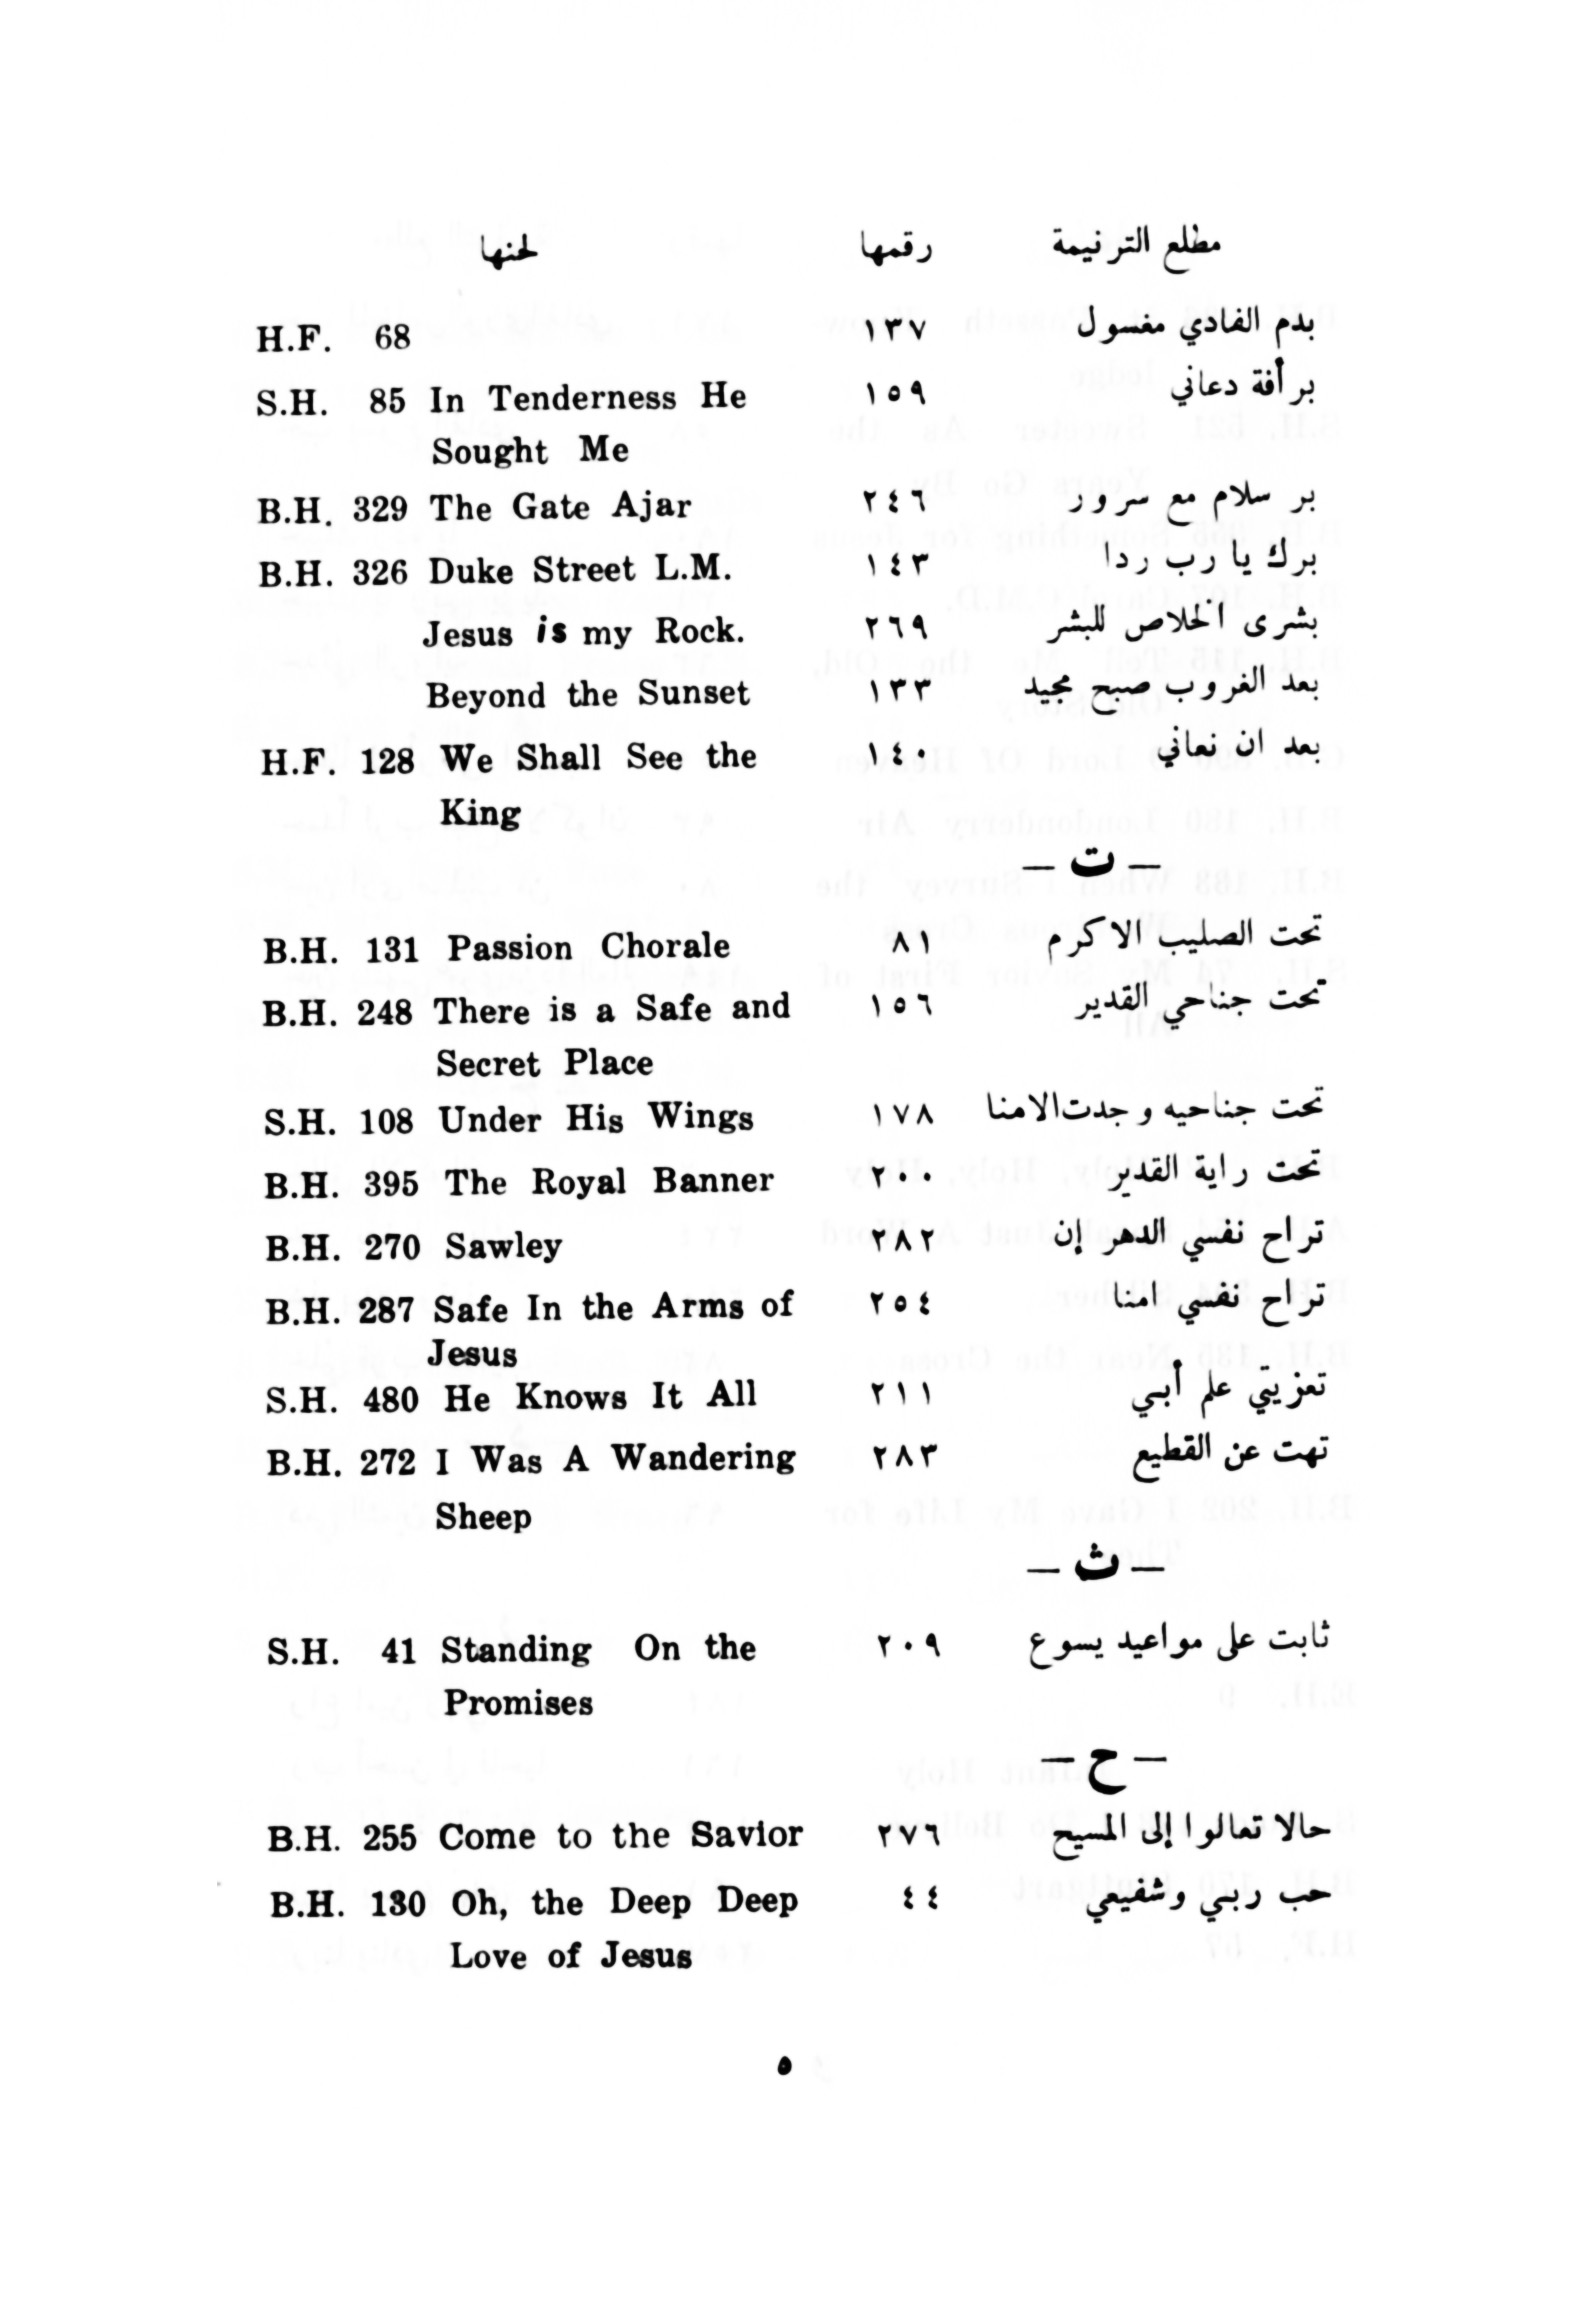 مطلع الترنيمة رقمها لحنها
بدم الفادي مغسول ١٣٧ H.F. 68
برأفة دعاني ١٥٩ S.H. 85 In Tenderness He
Sought Me
بر سلام مع سرور ٢٤٦ B.H. 329 The Gate Ajar
برك يا رب ردا ١٤٣ B.H. 326 Duke Street L.M.
بشرى الخلاص للبشر ٢٦٩ Jesus is my Rock.
بعد الغروب صبح مجيد ١٣٣ Beyond the Sunset
بعد ان نعاني ١٤٠ H.F. 128 We Shall See the
King
— ت —
تحت الصليب الاكرم ٨١ B.H. 131 Passion Chorale
تحت جناحي القدير ١٥٦ B.H. 248 There is a Safe and
Secret Place
تحت جناحيه وجدت الامنا ١٧٨ S.H. 108 Under His Wings
تحت راية القدير ٢٠٠ B.H. 395 The Royal Banner
تراح نفسي الدهر إن ٢٨٢ B.H. 270 Sawley
تراح نفسي امنا ٢٥٤ B.H. 287 Safe In the Arms of
Jesus
تعزيتي علم أبي ٢١١ S.H. 480 He Knows It All
تهت عن القطيع ٢٨٣ B.H. 272 I Was A Wandering
Sheep
— ث —
ثابت على مواعيد يسوع ٢٠٩ S.H. 41 Standing On the
Promises
— ح —
حالا تعالوا إلى المسيح ٢٧٦ B.H. 255 Come to the Savior
حب ربي وشفيعي ٤٤ B.H. 130 Oh, the Deep Deep
Love of Jesus
٥